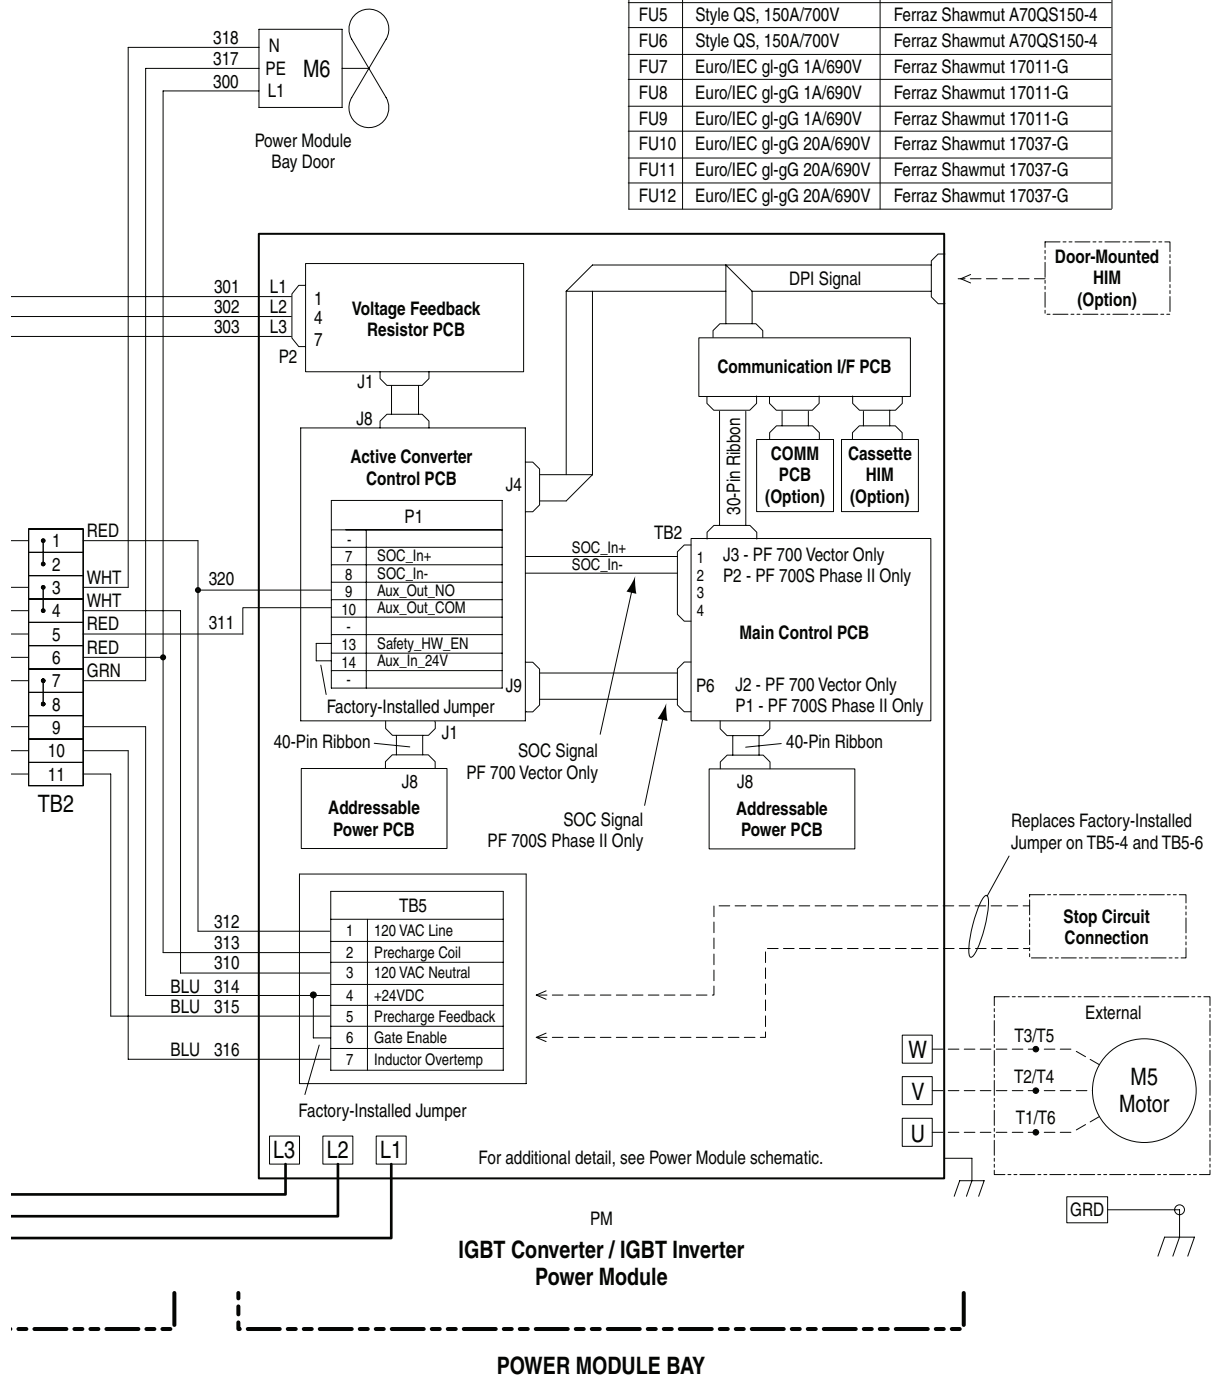 FU5 Style QS, 150A/700V Ferraz Shawmut A70QS150-4
FU6 Style QS, 150A/700V Ferraz Shawmut A70QS150-4
FU7 Euro/IEC gl-gG 1A/690V Ferraz Shawmut 17011-G
FU8 Euro/IEC gl-gG 1A/690V Ferraz Shawmut 17011-G
FU9 Euro/IEC gl-gG 1A/690V Ferraz Shawmut 17011-G
FU10 Euro/IEC gl-gG 20A/690V Ferraz Shawmut 17037-G
FU11 Euro/IEC gl-gG 20A/690V Ferraz Shawmut 17037-G
FU12 Euro/IEC gl-gG 20A/690V Ferraz Shawmut 17037-G
318 N
317 PE M6
300 L1
Power Module
Bay Door
301 L1 1
302 L2 4
303 L3 7
P2
Voltage Feedback
Resistor PCB
J1
J8
DPI Signal
Door-Mounted
HIM
(Option)
Communication I/F PCB
30-Pin Ribbon
COMM
PCB
(Option)
Cassette
HIM
(Option)
Active Converter
Control PCB
J4
P1
-
7 SOC_In+
8 SOC_In-
9 Aux_Out_NO
10 Aux_Out_COM
-
13 Safety_HW_EN
14 Aux_In_24V
-
Factory-Installed Jumper
J9
J1
320
311
SOC_In+
SOC_In-
TB2
1
2
3
4
J3 - PF 700 Vector Only
P2 - PF 700S Phase II Only
Main Control PCB
P6
J2 - PF 700 Vector Only
P1 - PF 700S Phase II Only
1 RED
2
3 WHT
4 WHT
5 RED
6 RED
7 GRN
8
9
10
11
TB2
40-Pin Ribbon
J8
Addressable
Power PCB
SOC Signal
PF 700 Vector Only
SOC Signal
PF 700S Phase II Only
40-Pin Ribbon
J8
Addressable
Power PCB
Replaces Factory-Installed
Jumper on TB5-4 and TB5-6
Stop Circuit
Connection
TB5
312 1 120 VAC Line
313 2 Precharge Coil
310 3 120 VAC Neutral
BLU 314 4 +24VDC
BLU 315 5 Precharge Feedback
6 Gate Enable
BLU 316 7 Inductor Overtemp
Factory-Installed Jumper
External
W T3/T5
V T2/T4
U T1/T6
M5
Motor
L3 L2 L1
For additional detail, see Power Module schematic.
GRD
PM
IGBT Converter / IGBT Inverter
Power Module
POWER MODULE BAY